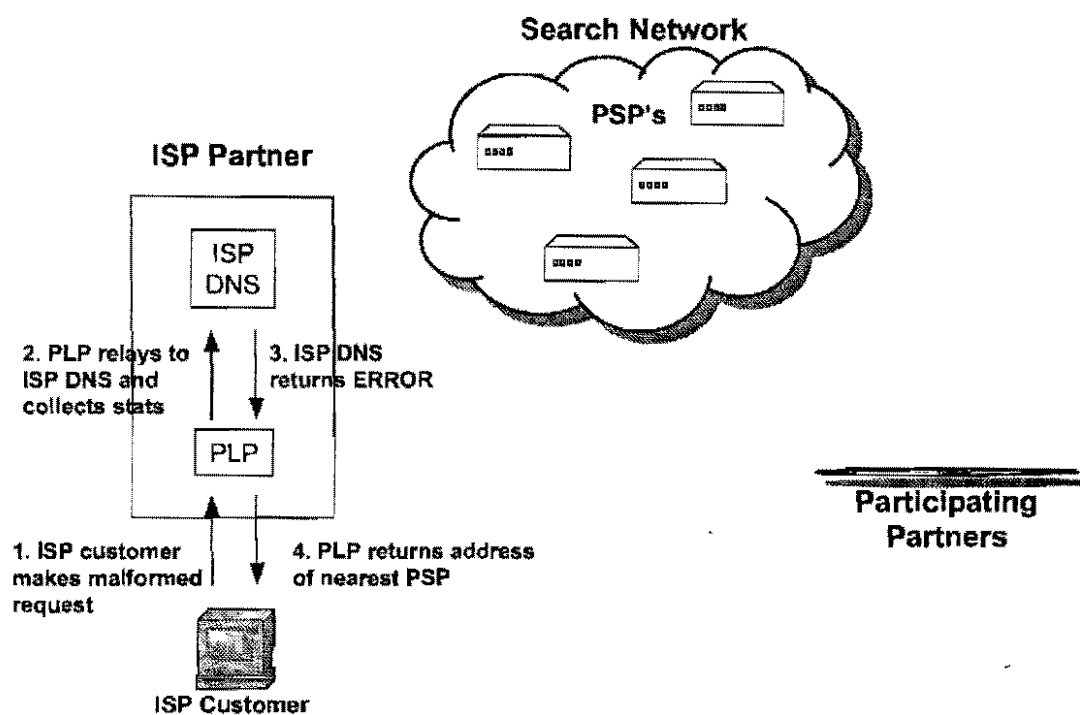 Search Network
PSP's
ISP Partner
ISP
DNS
2. PLP relays to
ISP DNS and
collects stats
3. ISP DNS
returns ERROR
PLP
1. ISP customer
makes malformed
request
4. PLP returns address
of nearest PSP
ISP Customer
Participating
Partners